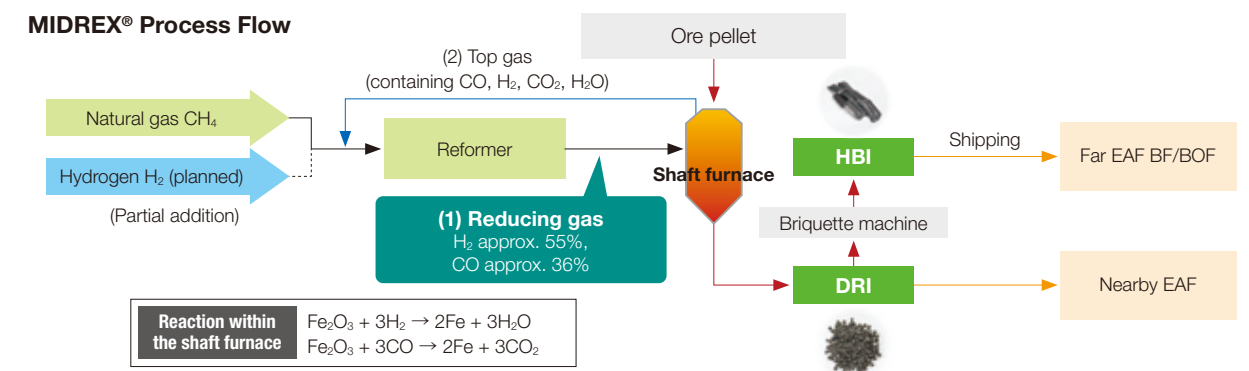 MIDREX® Process Flow
Ore pellet
(2) Top gas
(containing CO, H₂, CO₂, H₂O)
Natural gas CH₄
Reformer
Shaft furnace
HBI
Shipping
Far EAF BF/BOF
Hydrogen H₂ (planned)
(Partial addition)
(1) Reducing gas
H₂ approx. 55%,
CO approx. 36%
Briquette machine
DRI
Nearby EAF
Reaction within
the shaft furnace
Fe₂O₃ + 3H₂ → 2Fe + 3H₂O
Fe₂O₃ + 3CO → 2Fe + 3CO₂